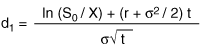 d₁ = ln (S₀ / X) + (r + σ² / 2) t
σ√t